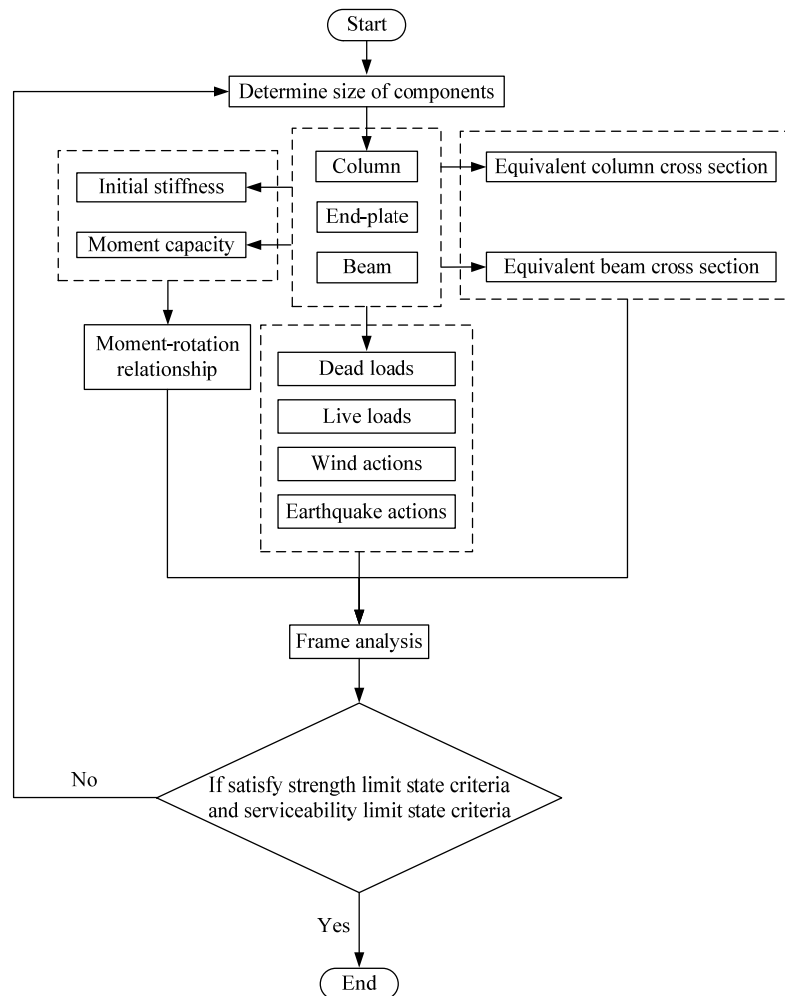 Start
Determine size of components
Column
End-plate
Beam
Initial stiffness
Moment capacity
Equivalent column cross section
Equivalent beam cross section
Moment-rotation
relationship
Dead loads
Live loads
Wind actions
Earthquake actions
Frame analysis
If satisfy strength limit state criteria
and serviceability limit state criteria
No
Yes
End